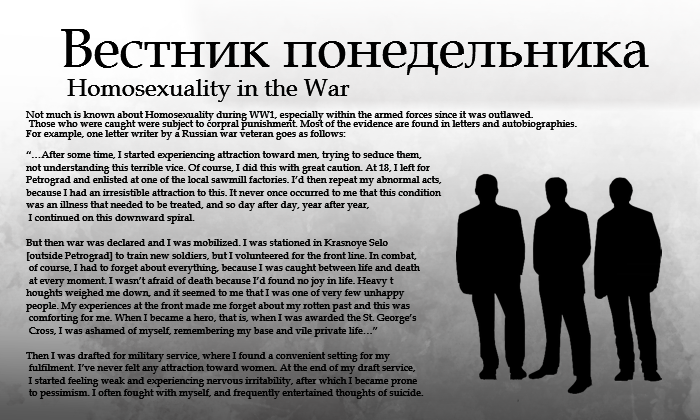 Вестник понедельника
Homosexuality in the War
Not much is known about Homosexuality during WW1, especially within the armed forces since it was outlawed.
Those who were caught were subject to corpral punishment. Most of the evidence are found in letters and autobiographies.
For example, one letter writer by a Russian war veteran goes as follows:
“…After some time, I started experiencing attraction toward men, trying to seduce them,
not understanding this terrible vice. Of course, I did this with great caution. At 18, I left for
Petrograd and enlisted at one of the local sawmill factories. I’d then repeat my abnormal acts,
because I had an irresistible attraction to this. It never once occurred to me that this condition
was an illness that needed to be treated, and so day after day, year after year,
I continued on this downward spiral.
But then war was declared and I was mobilized. I was stationed in Krasnoye Selo
[outside Petrograd] to train new soldiers, but I volunteered for the front line. In combat,
of course, I had to forget about everything, because I was caught between life and death
at every moment. I wasn’t afraid of death because I’d found no joy in life. Heavy t
houghts weighed me down, and it seemed to me that I was one of very few unhappy
people. My experiences at the front made me forget about my rotten past and this was
comforting for me. When I became a hero, that is, when I was awarded the St. George’s
Cross, I was ashamed of myself, remembering my base and vile private life…”
Then I was drafted for military service, where I found a convenient setting for my
fulfilment. I’ve never felt any attraction toward women. At the end of my draft service,
I started feeling weak and experiencing nervous irritability, after which I became prone
to pessimism. I often fought with myself, and frequently entertained thoughts of suicide.